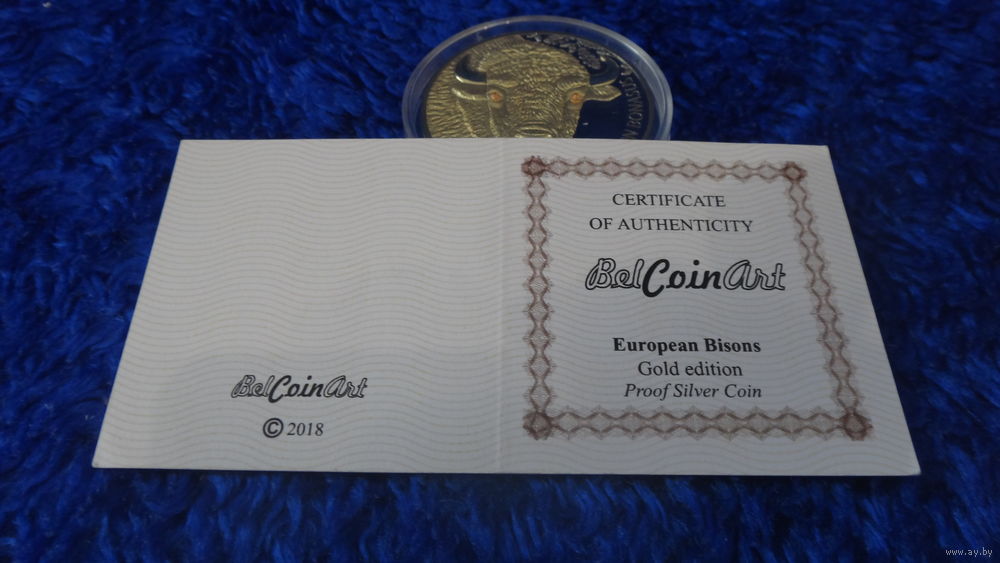 BelCoinArt
© 2018
CERTIFICATE
OF AUTHENTICITY
BelCoinArt
European Bisons
Gold edition
Proof Silver Coin
www.ay.by